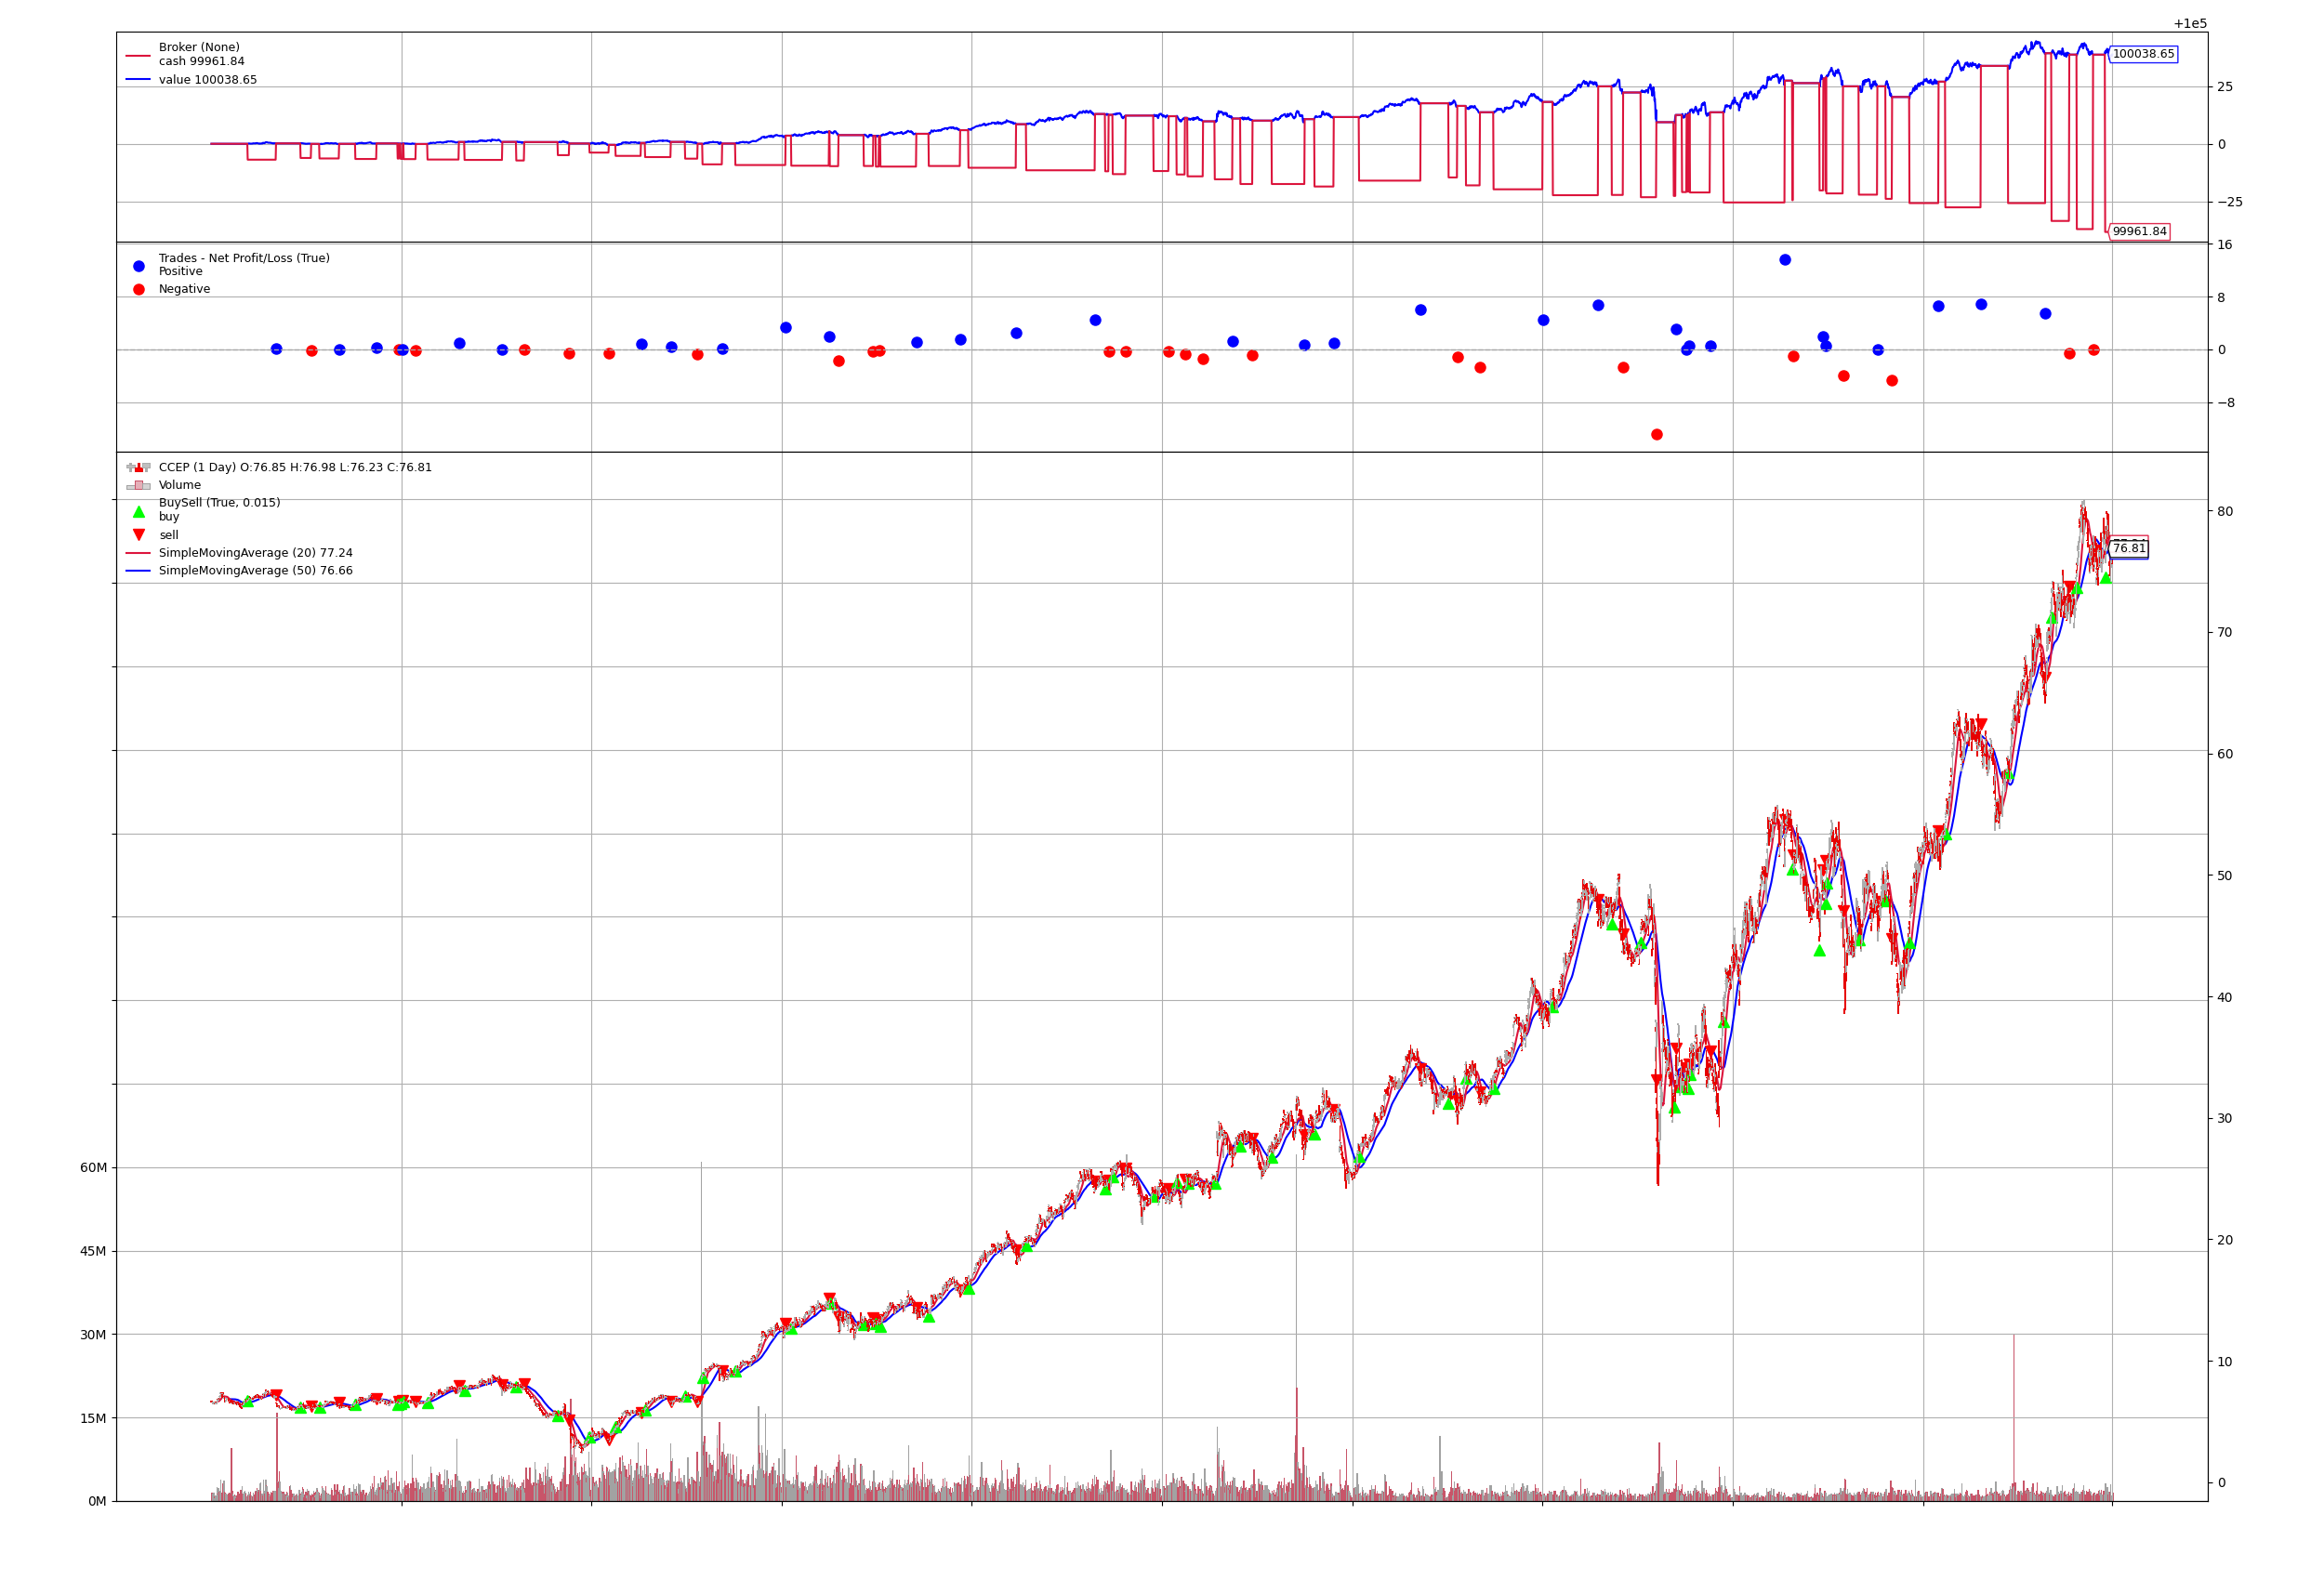 +1e5
Broker (None)
cash 99961.84
value 100038.65
100038.65
25
0
−25
99961.84
Trades - Net Profit/Loss (True)
Positive
Negative
16
8
0
−8
CCEP (1 Day) O:76.85 H:76.98 L:76.23 C:76.81
Volume
BuySell (True, 0.015)
buy
sell
SimpleMovingAverage (20) 77.24
SimpleMovingAverage (50) 76.66
76.81
80
70
60
50
40
30
20
10
0
60M
45M
30M
15M
0M